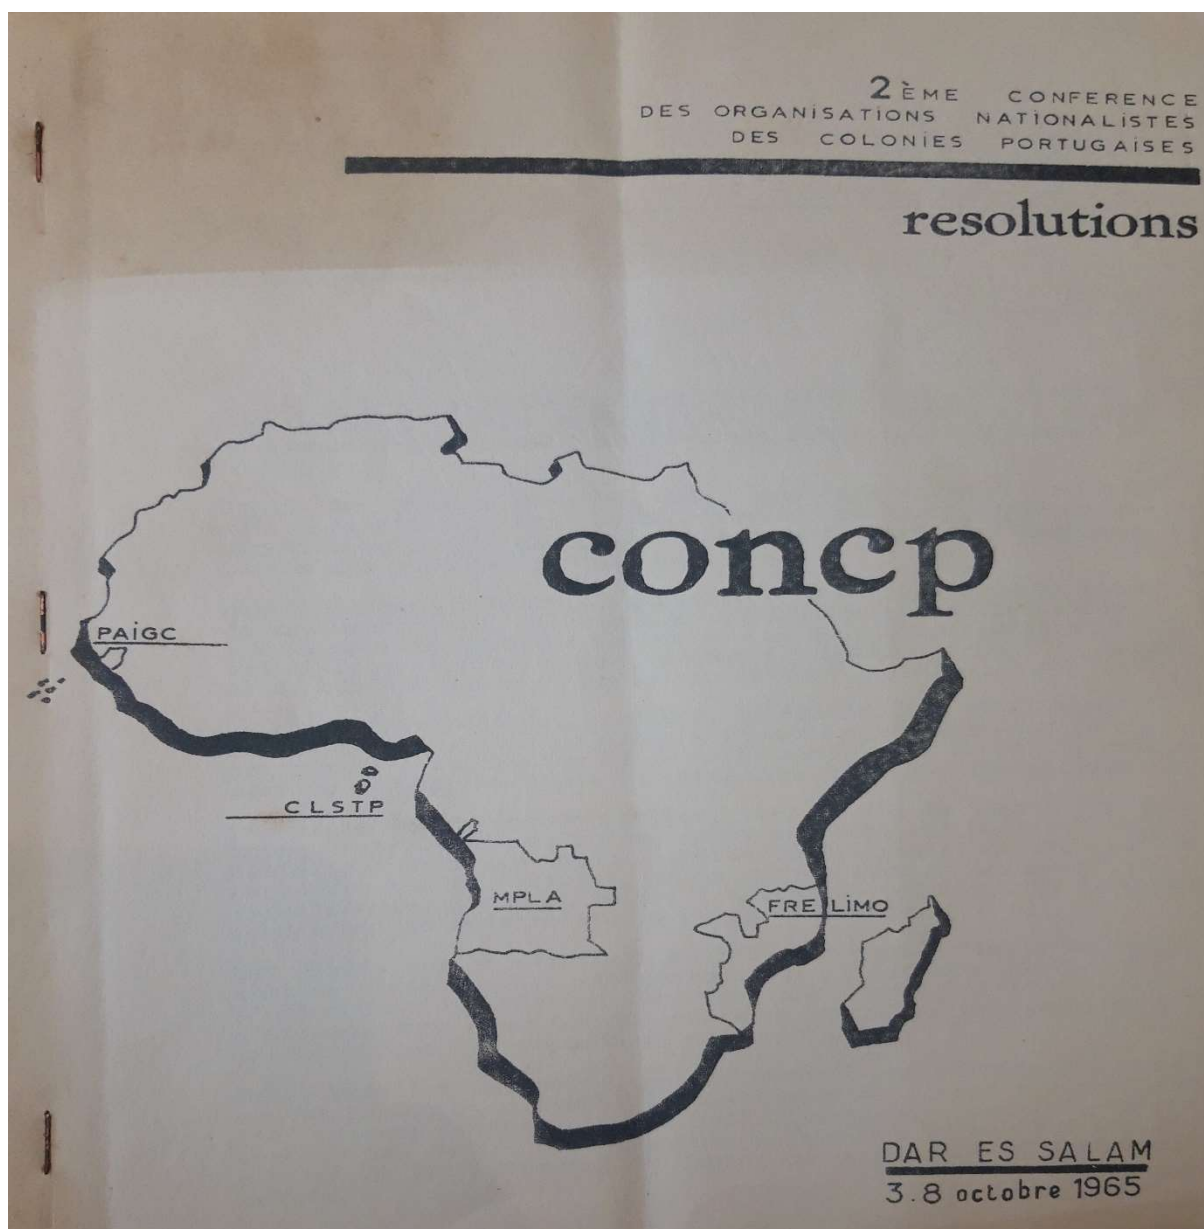 2ÈME CONFERENCE
DES ORGANiSATiONS NATiONALiSTES
DES COLONiES PORTUGAiSES
resolutions
concp
PAiGC
CLSTP
MPLA
FRELiMO
DAR ES SALAM
3.8 octobre 1965